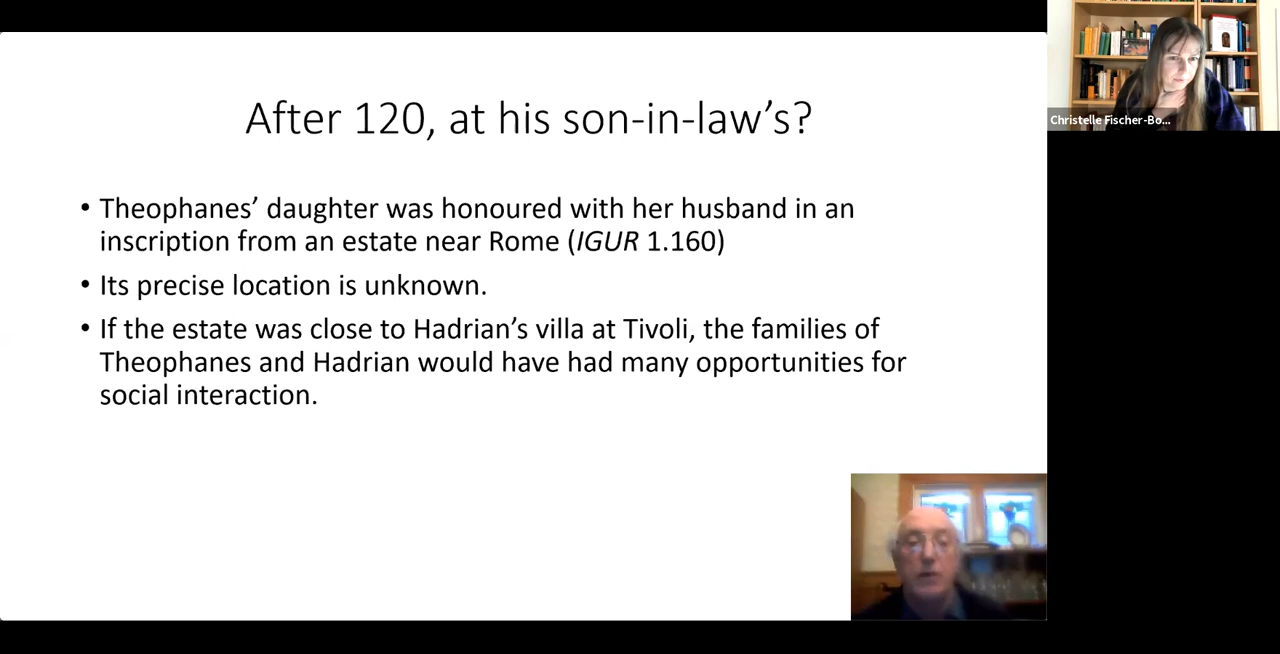 After 120, at his son-in-law’s?
• Theophanes’ daughter was honoured with her husband in an
inscription from an estate near Rome (IGUR 1.160)
• Its precise location is unknown.
• If the estate was close to Hadrian’s villa at Tivoli, the families of
Theophanes and Hadrian would have had many opportunities for
social interaction.
Christelle Fischer-Bo...